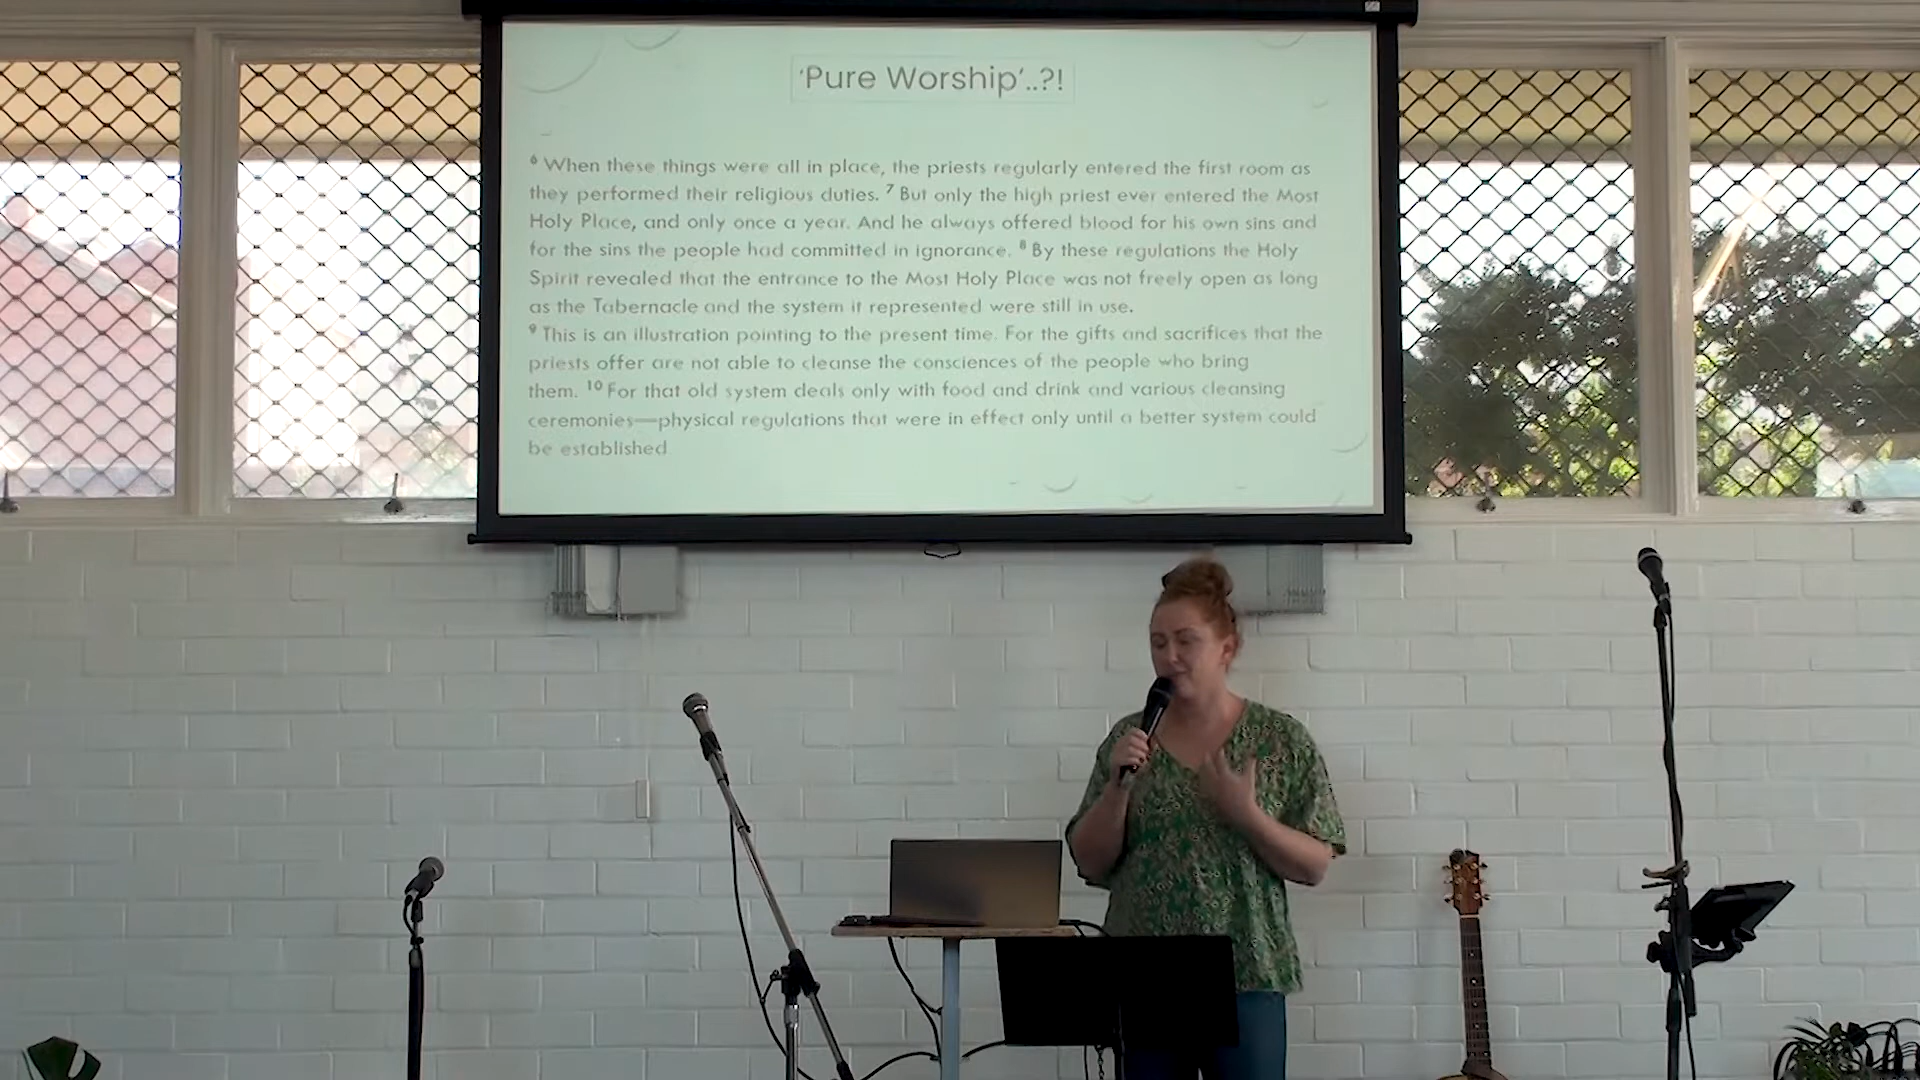 ‘Pure Worship’..?!
6 When these things were all in place, the priests regularly entered the first room as
they performed their religious duties. 7 But only the high priest ever entered the Most
Holy Place, and only once a year. And he always offered blood for his own sins and
for the sins the people had committed in ignorance. 8 By these regulations the Holy
Spirit revealed that the entrance to the Most Holy Place was not freely open as long
as the Tabernacle and the system it represented were still in use.
9 This is an illustration pointing to the present time. For the gifts and sacrifices that the
priests offer are not able to cleanse the consciences of the people who bring
them. 10 For that old system deals only with food and drink and various cleansing
ceremonies—physical regulations that were in effect only until a better system could
be established